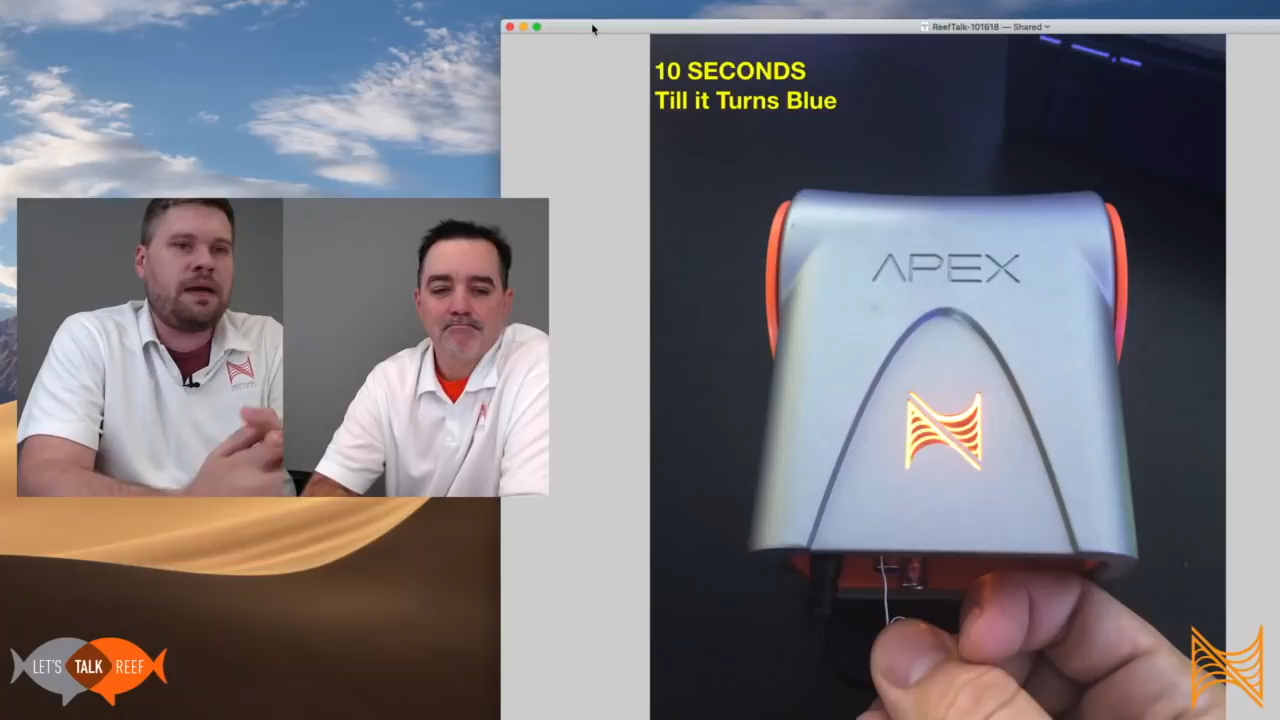 ReefTalk-101618 — Shared
10 SECONDS
Till it Turns Blue
APEX
LET'S TALK REEF